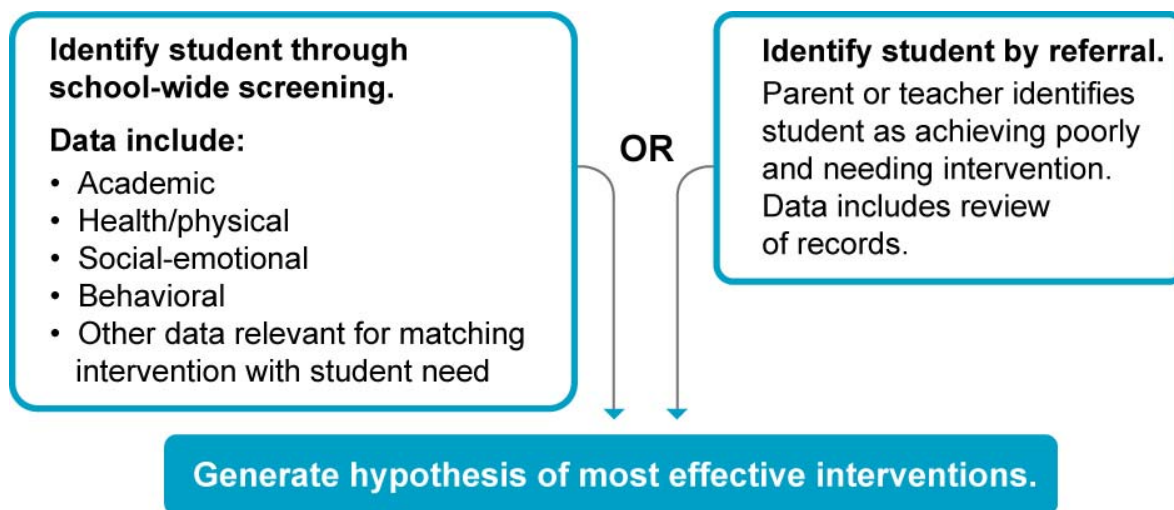 Identify student through
school-wide screening.
Data include:
• Academic
• Health/physical
• Social-emotional
• Behavioral
• Other data relevant for matching
intervention with student need
OR
Identify student by referral.
Parent or teacher identifies
student as achieving poorly
and needing intervention.
Data includes review
of records.
Generate hypothesis of most effective interventions.